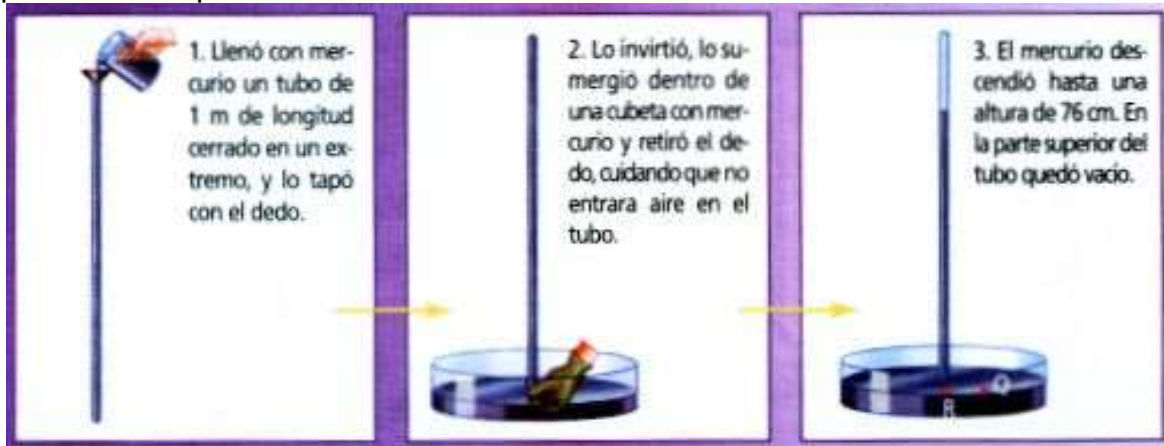 1. Llenó con mer-
curio un tubo de
1 m de longitud
cerrado en un ex-
tremo, y lo tapó
con el dedo.
2. Lo invirtió, lo su-
mergió dentro de
una cubeta con mer-
curio y retiró el de-
do, cuidando que no
entrara aire en el
tubo.
3. El mercurio des-
cendió hasta una
altura de 76 cm. En
la parte superior del
tubo quedó vacío.
Q